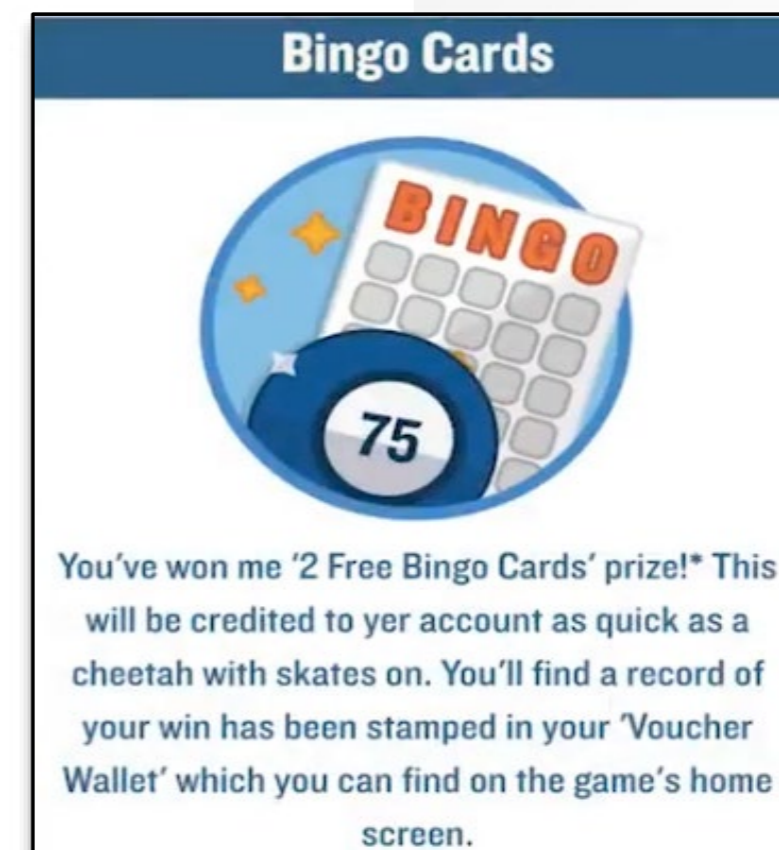 Bingo Cards
BINGO
75
You've won me '2 Free Bingo Cards' prize!* This
will be credited to yer account as quick as a
cheetah with skates on. You'll find a record of
your win has been stamped in your 'Voucher
Wallet' which you can find on the game's home
screen.